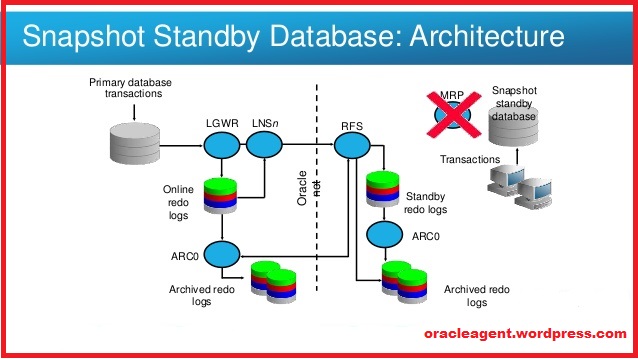 Snapshot Standby Database: Architecture
Primary database
transactions
LGWR
LNSn
RFS
MRP
Snapshot
standby
database
Transactions
Online
redo
logs
Oracle
net
Standby
redo logs
ARC0
ARC0
Archived redo
logs
Archived redo
logs
oracleagent.wordpress.com